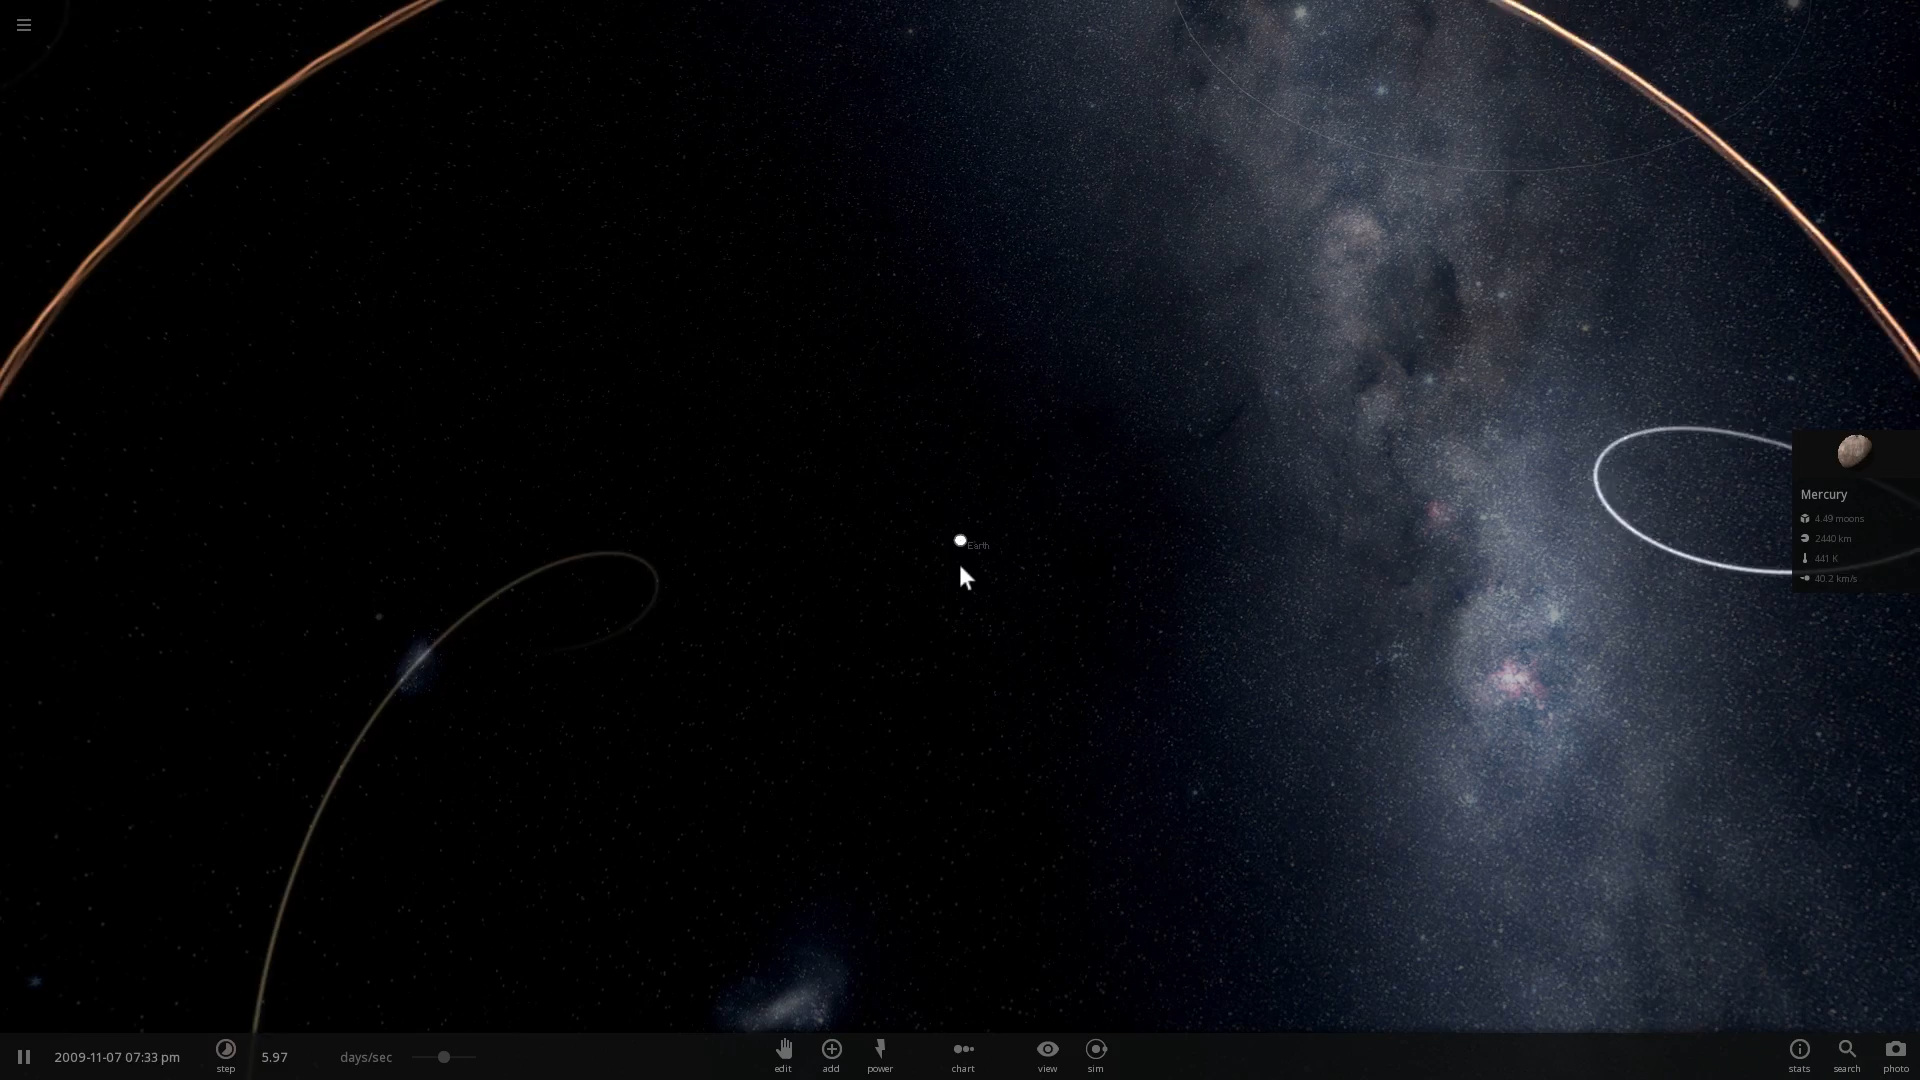 Earth
Mercury
4.49 moons
2440 km
441 K
40.2 km/s
2009-11-07 07:33 pm
step
5.97
days/sec
edit
add
power
chart
view
sim
stats
search
photo